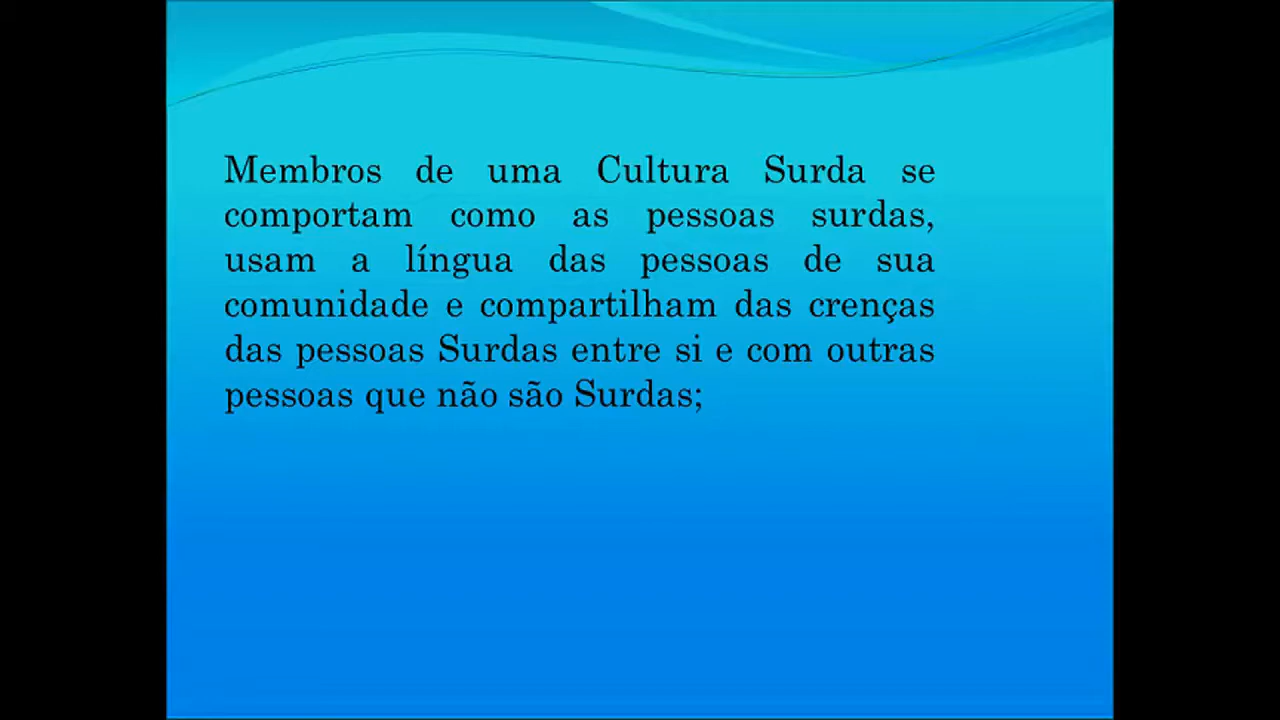 Membros de uma Cultura Surda se
comportam como as pessoas surdas,
usam a língua das pessoas de sua
comunidade e compartilham das crenças
das pessoas Surdas entre si e com outras
pessoas que não são Surdas;